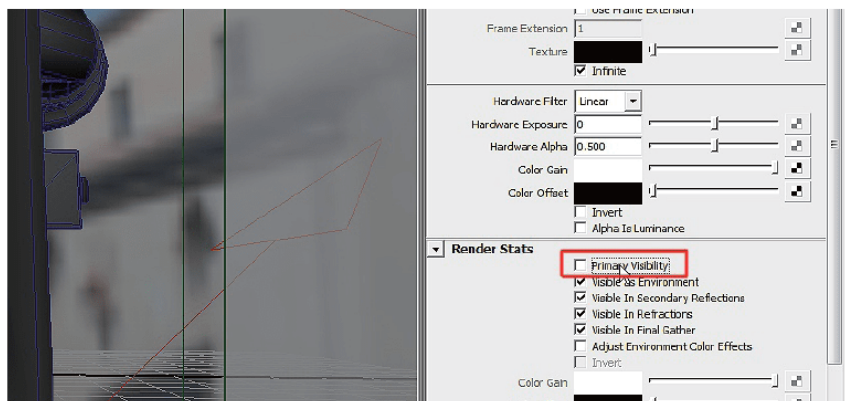 Use Frame Extension
Frame Extension 1
Texture
Infinite
Hardware Filter Linear
Hardware Exposure 0
Hardware Alpha 0.500
Color Gain
Color Offset
Invert
Alpha Is Luminance
Render Stats
Primary Visibility
Visible as Environment
Visible In Secondary Reflections
Visible In Refractions
Visible In Final Gather
Adjust Environment Color Effects
Invert
Color Gain